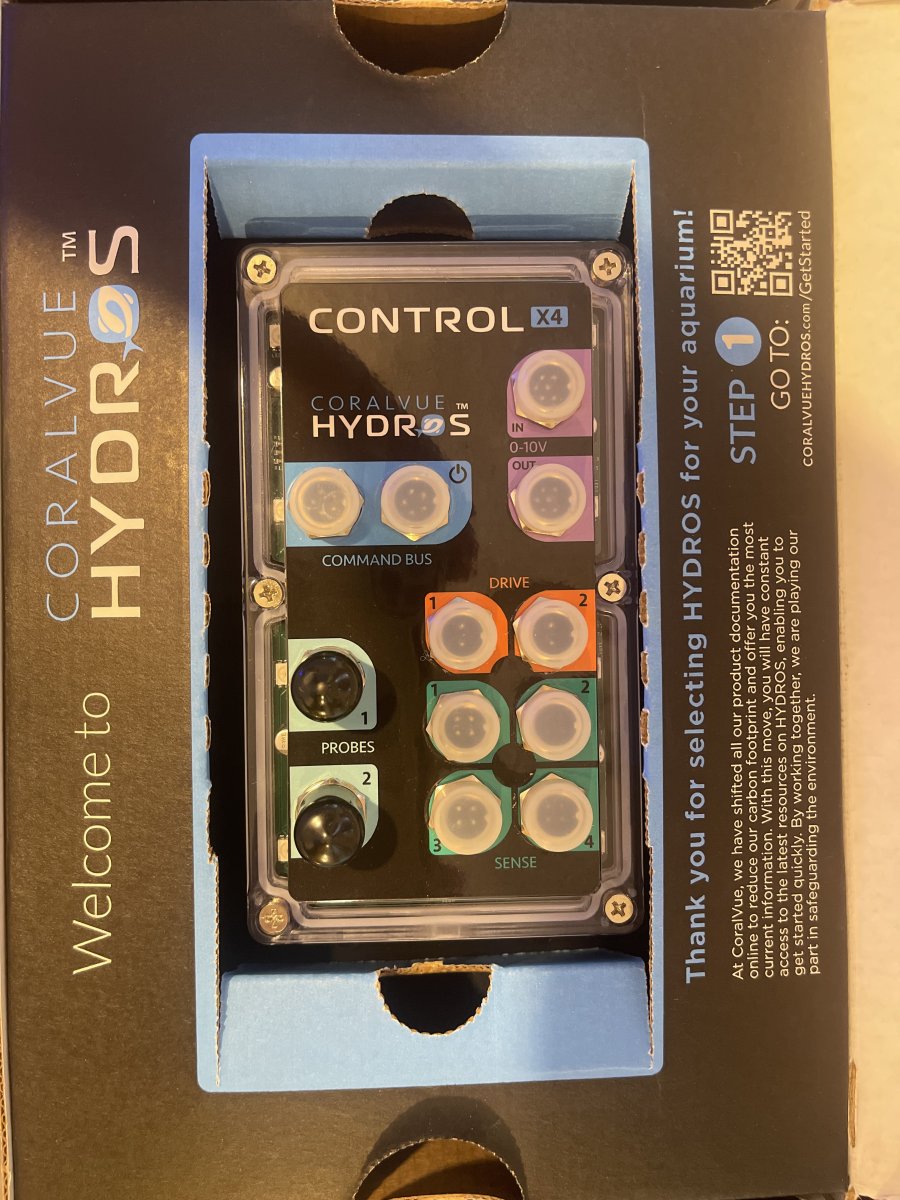 Welcome to
CORALVUE™
HYDROS
CONTROL X4
CORALVUE
HYDROS™
IN
0-10V
OUT
COMMAND BUS
DRIVE
1
2
PROBES
1
2
1
2
3
4
SENSE
Thank you for selecting HYDROS for your aquarium!
At CoralVue, we have shifted all our product documentation
online to reduce our carbon footprint and offer you the most
current information. With this move, you will have constant
access to the latest resources on HYDROS, enabling you to
get started quickly. By working together, we are playing our
part in safeguarding the environment.
STEP 1
GO TO:
CORALVUEHYDROS.com/GetStarted